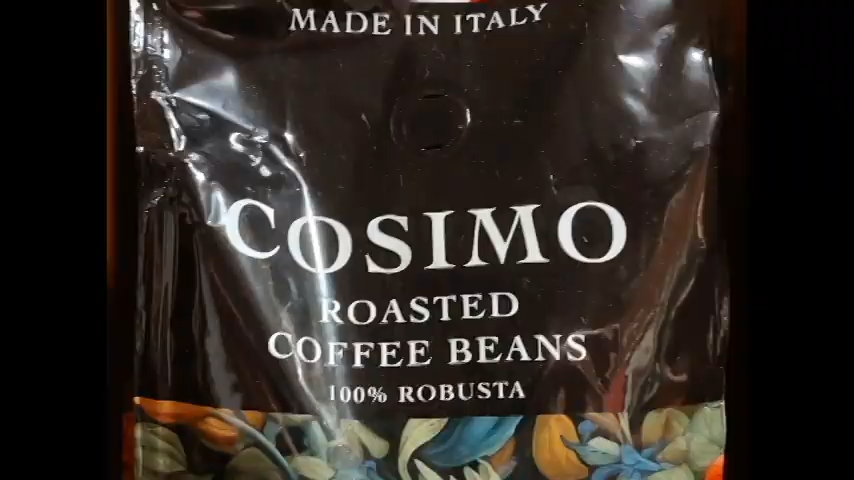 MADE IN ITALY
COSIMO
ROASTED
COFFEE BEANS
100% ROBUSTA